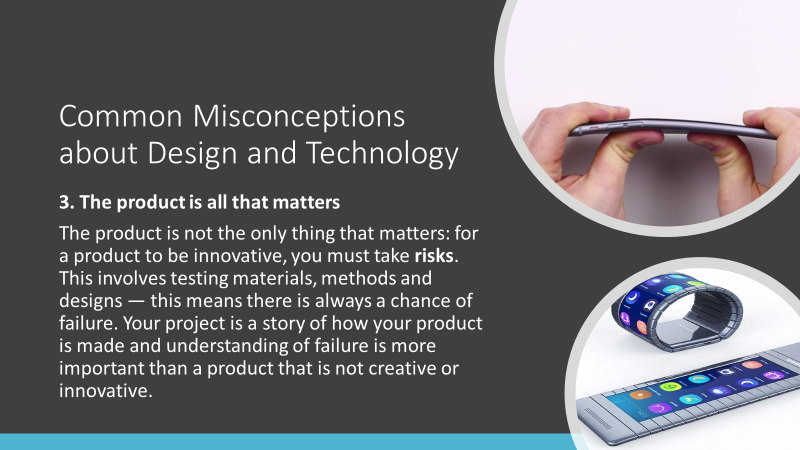 Common Misconceptions
about Design and Technology
3. The product is all that matters
The product is not the only thing that matters: for
a product to be innovative, you must take risks.
This involves testing materials, methods and
designs — this means there is always a chance of
failure. Your project is a story of how your product
is made and understanding of failure is more
important than a product that is not creative or
innovative.